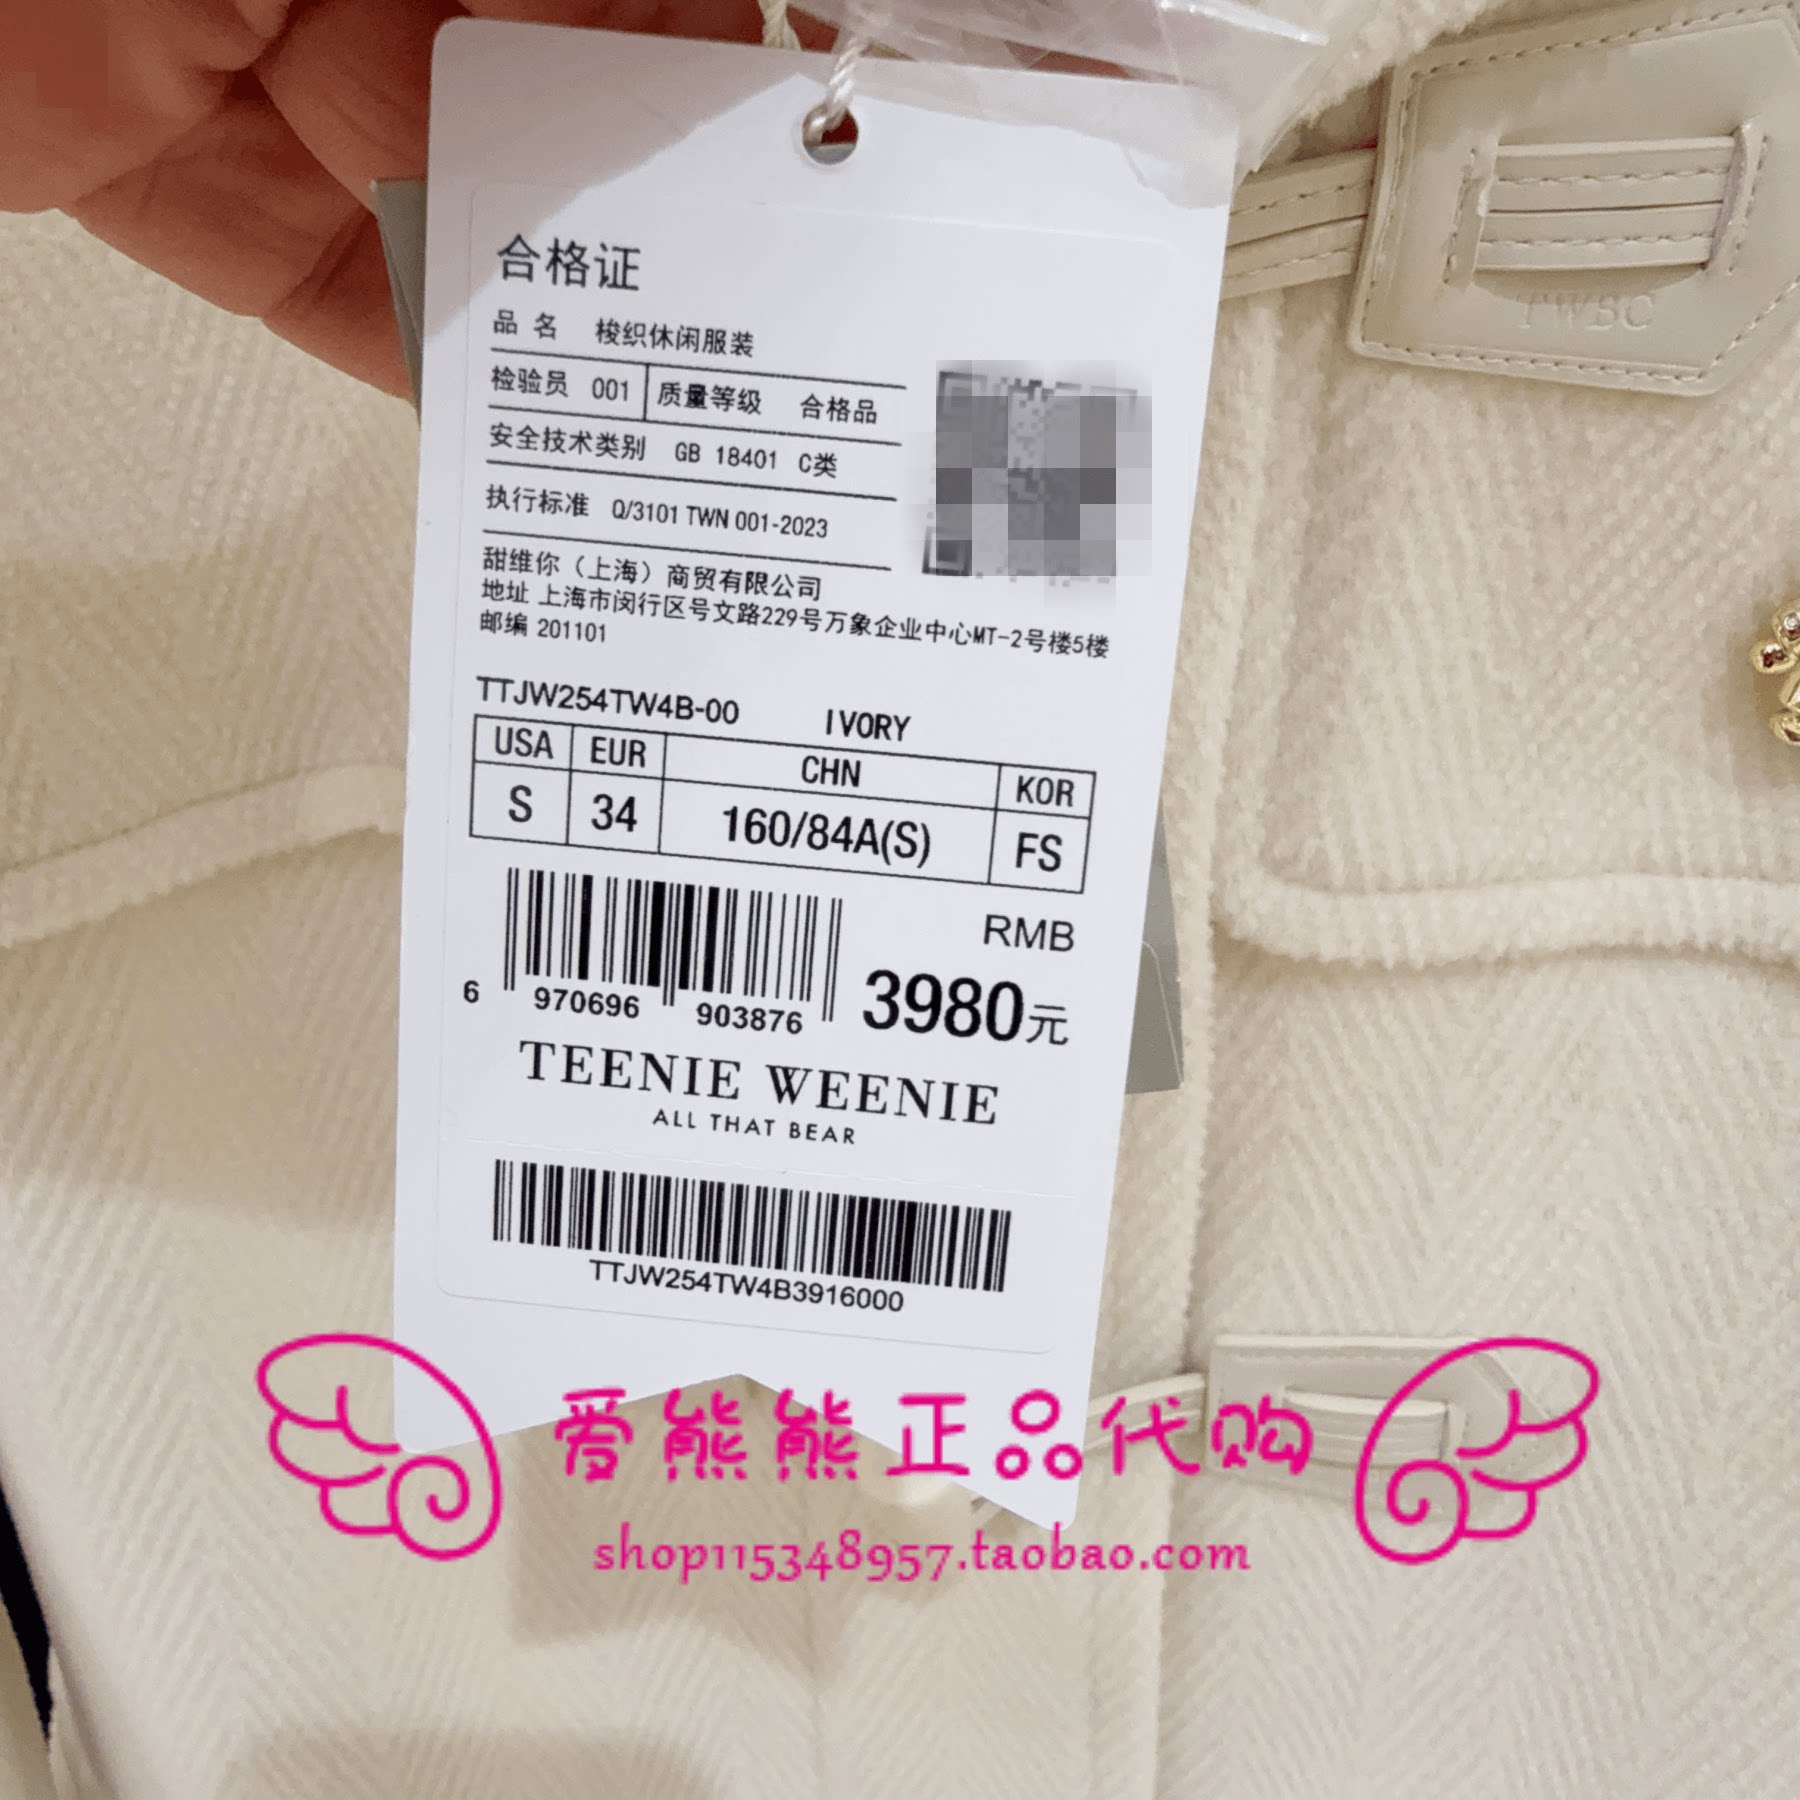 合格证
品 名 梭织休闲服装
检验员 001 质量等级 合格品
安全技术类别 GB 18401 C类
执行标准 Q/3101 TWN 001-2023
甜维你（上海）商贸有限公司
地址 上海市闵行区号文路229号万象企业中心MT-2号楼5楼
邮编 201101
TTJW254TW4B-00 IVORY
USA EUR CHN KOR
S 34 160/84A(S) FS
RMB
3980元
6 970696 903876
TEENIE WEENIE
ALL THAT BEAR
TTJW254TW4B3916000
TWBC
爱熊熊正品代购
shop115348957.taobao.com